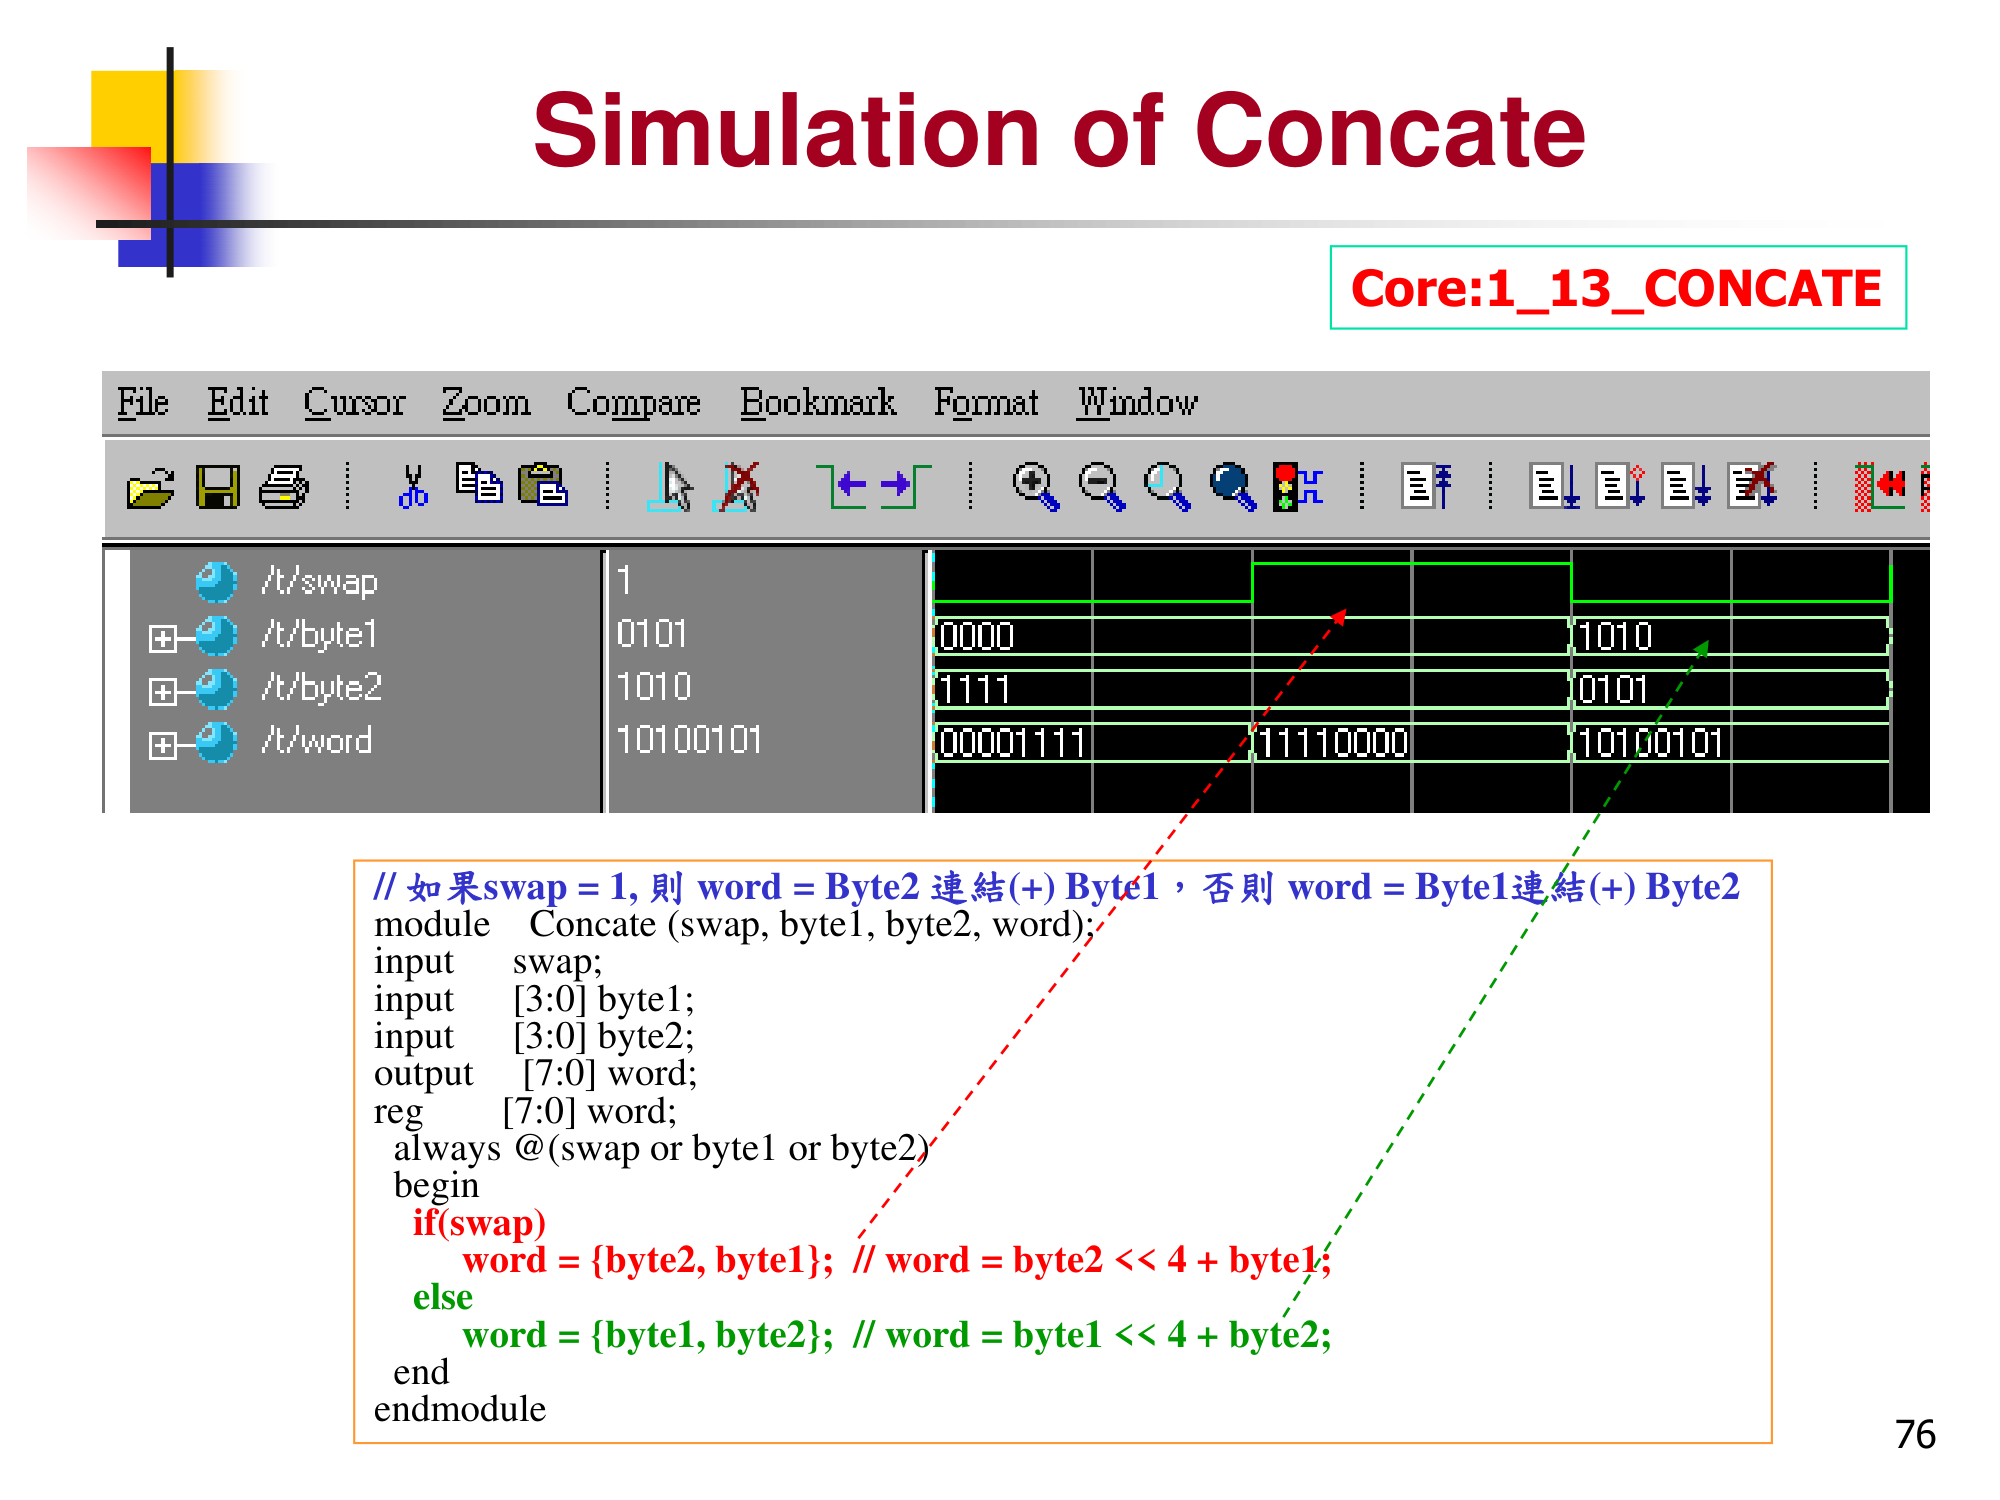 Simulation of Concate
Core:1_13_CONCATE
File Edit Cursor Zoom Compare Bookmark Format Window
/t/swap 1
/t/byte1 0101 0000 1010
/t/byte2 1010 1111 0101
/t/word 10100101 00001111 11110000 10100101
// 如果swap = 1, 則 word = Byte2 連結(+) Byte1，否則 word = Byte1連結(+) Byte2
module Concate (swap, byte1, byte2, word);
input swap;
input [3:0] byte1;
input [3:0] byte2;
output [7:0] word;
reg [7:0] word;
always @(swap or byte1 or byte2)
begin
if(swap)
word = {byte2, byte1}; // word = byte2 << 4 + byte1;
else
word = {byte1, byte2}; // word = byte1 << 4 + byte2;
end
endmodule
76